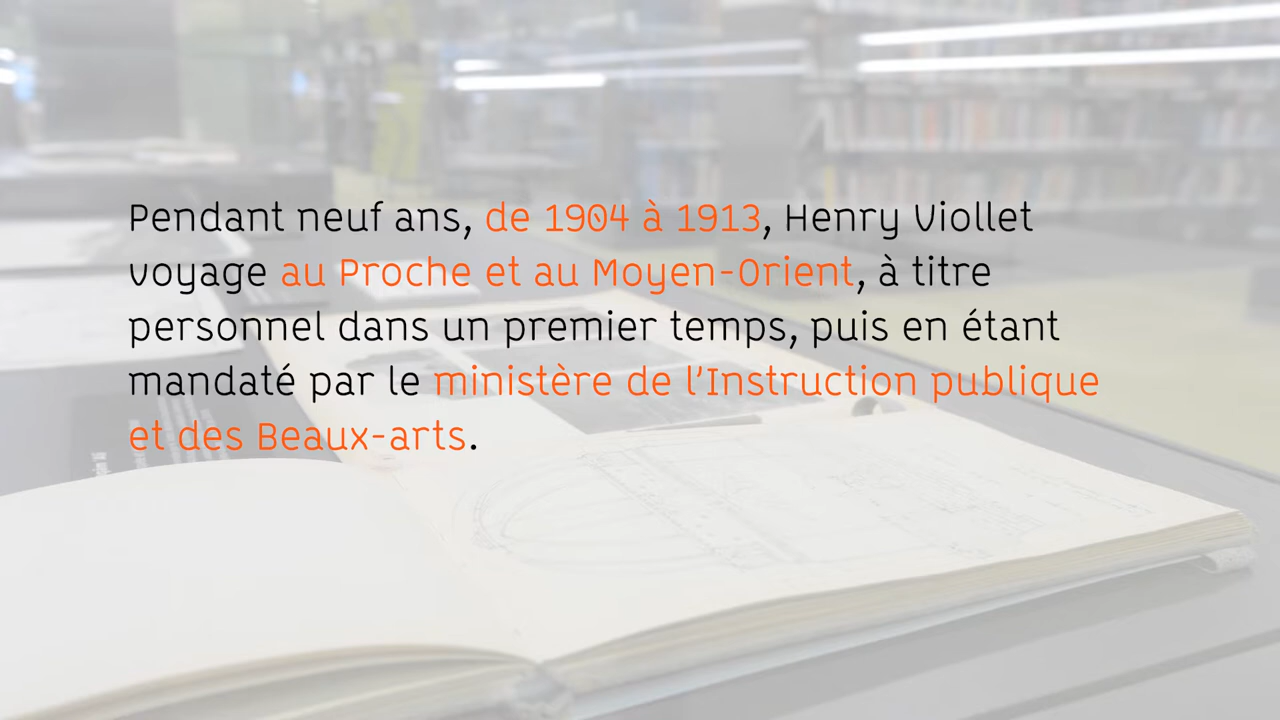 Pendant neuf ans, de 1904 à 1913, Henry Viollet
voyage au Proche et au Moyen-Orient, à titre
personnel dans un premier temps, puis en étant
mandaté par le ministère de l'Instruction publique
et des Beaux-arts.